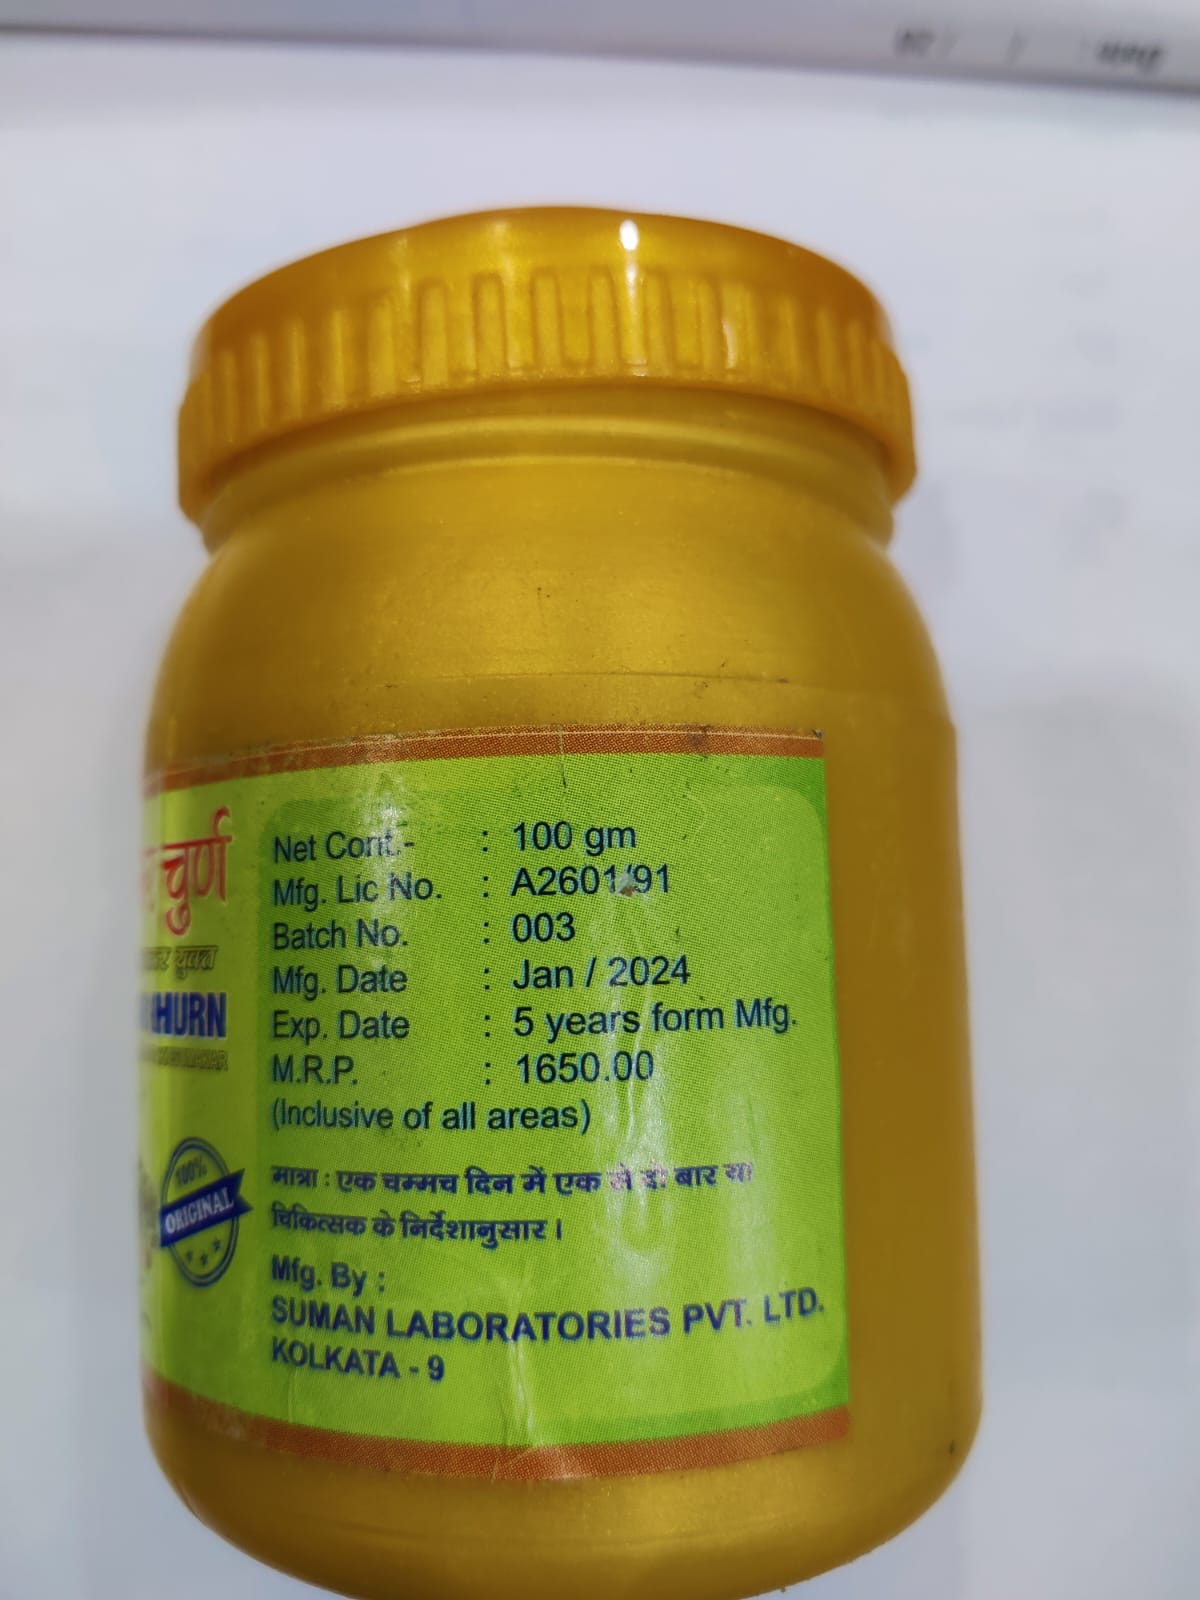 चुर्ण
युक्त
HURN
100%
ORIGINAL
Net Cont.- : 100 gm
Mfg. Lic No. : A2601/91
Batch No. : 003
Mfg. Date : Jan / 2024
Exp. Date : 5 years form Mfg.
M.R.P. : 1650.00
(Inclusive of all areas)
मात्रा : एक चम्मच दिन में एक से दो बार या
चिकित्सक के निर्देशानुसार ।
Mfg. By :
SUMAN LABORATORIES PVT. LTD.
KOLKATA - 9